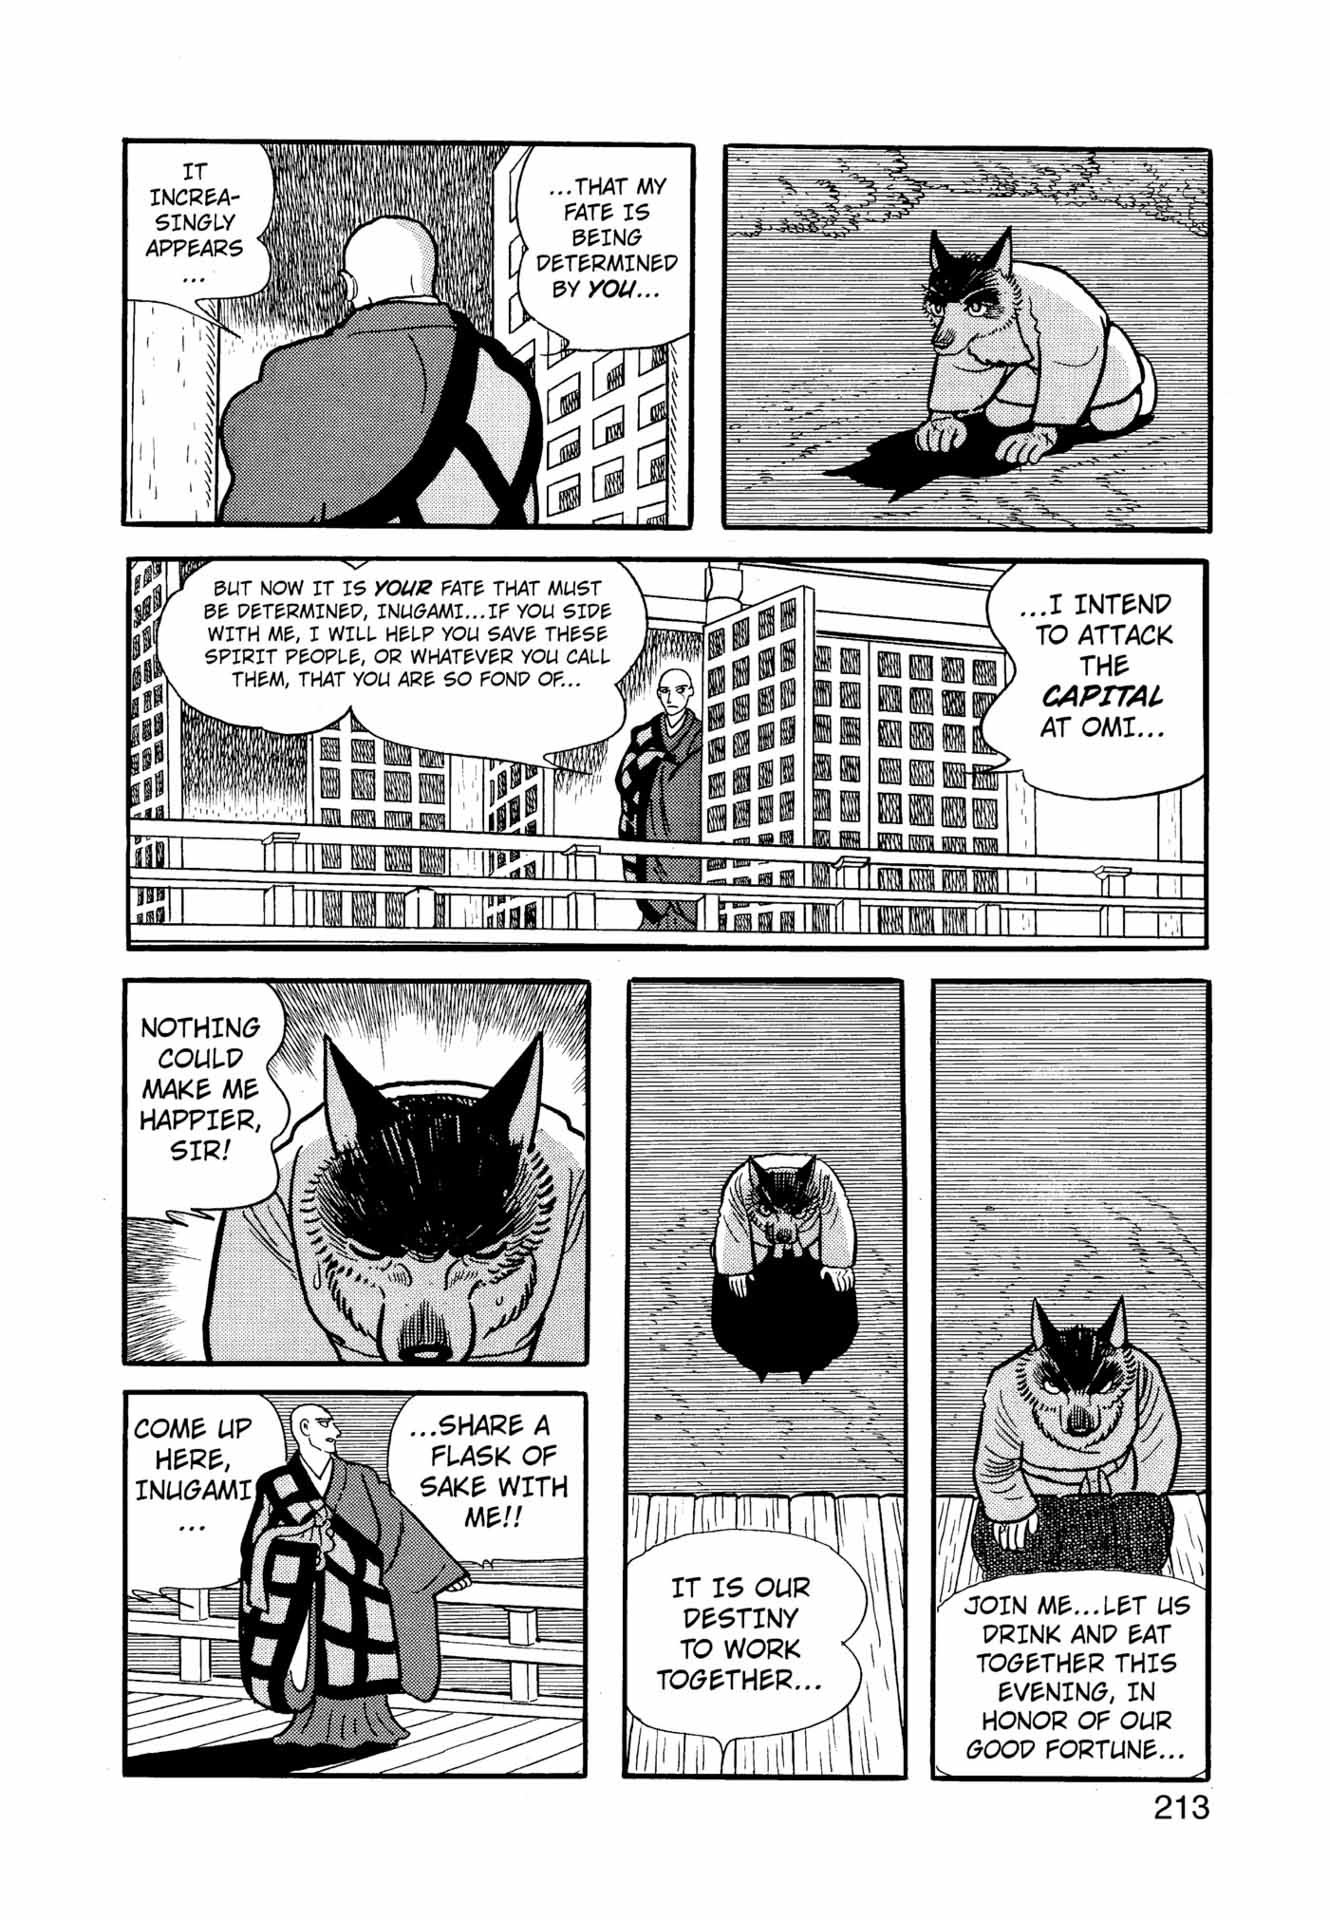 IT
INCREA-
SINGLY
APPEARS
...
...THAT MY
FATE IS
BEING
DETERMINED
BY YOU...
BUT NOW IT IS YOUR FATE THAT MUST
BE DETERMINED, INUGAMI...IF YOU SIDE
WITH ME, I WILL HELP YOU SAVE THESE
SPIRIT PEOPLE, OR WHATEVER YOU CALL
THEM, THAT YOU ARE SO FOND OF...
...I INTEND
TO ATTACK
THE
CAPITAL
AT OMI...
NOTHING
COULD
MAKE ME
HAPPIER,
SIR!
COME UP
HERE,
INUGAMI
...
...SHARE A
FLASK OF
SAKE WITH
ME!!
IT IS OUR
DESTINY
TO WORK
TOGETHER...
JOIN ME...LET US
DRINK AND EAT
TOGETHER THIS
EVENING, IN
HONOR OF OUR
GOOD FORTUNE...
213